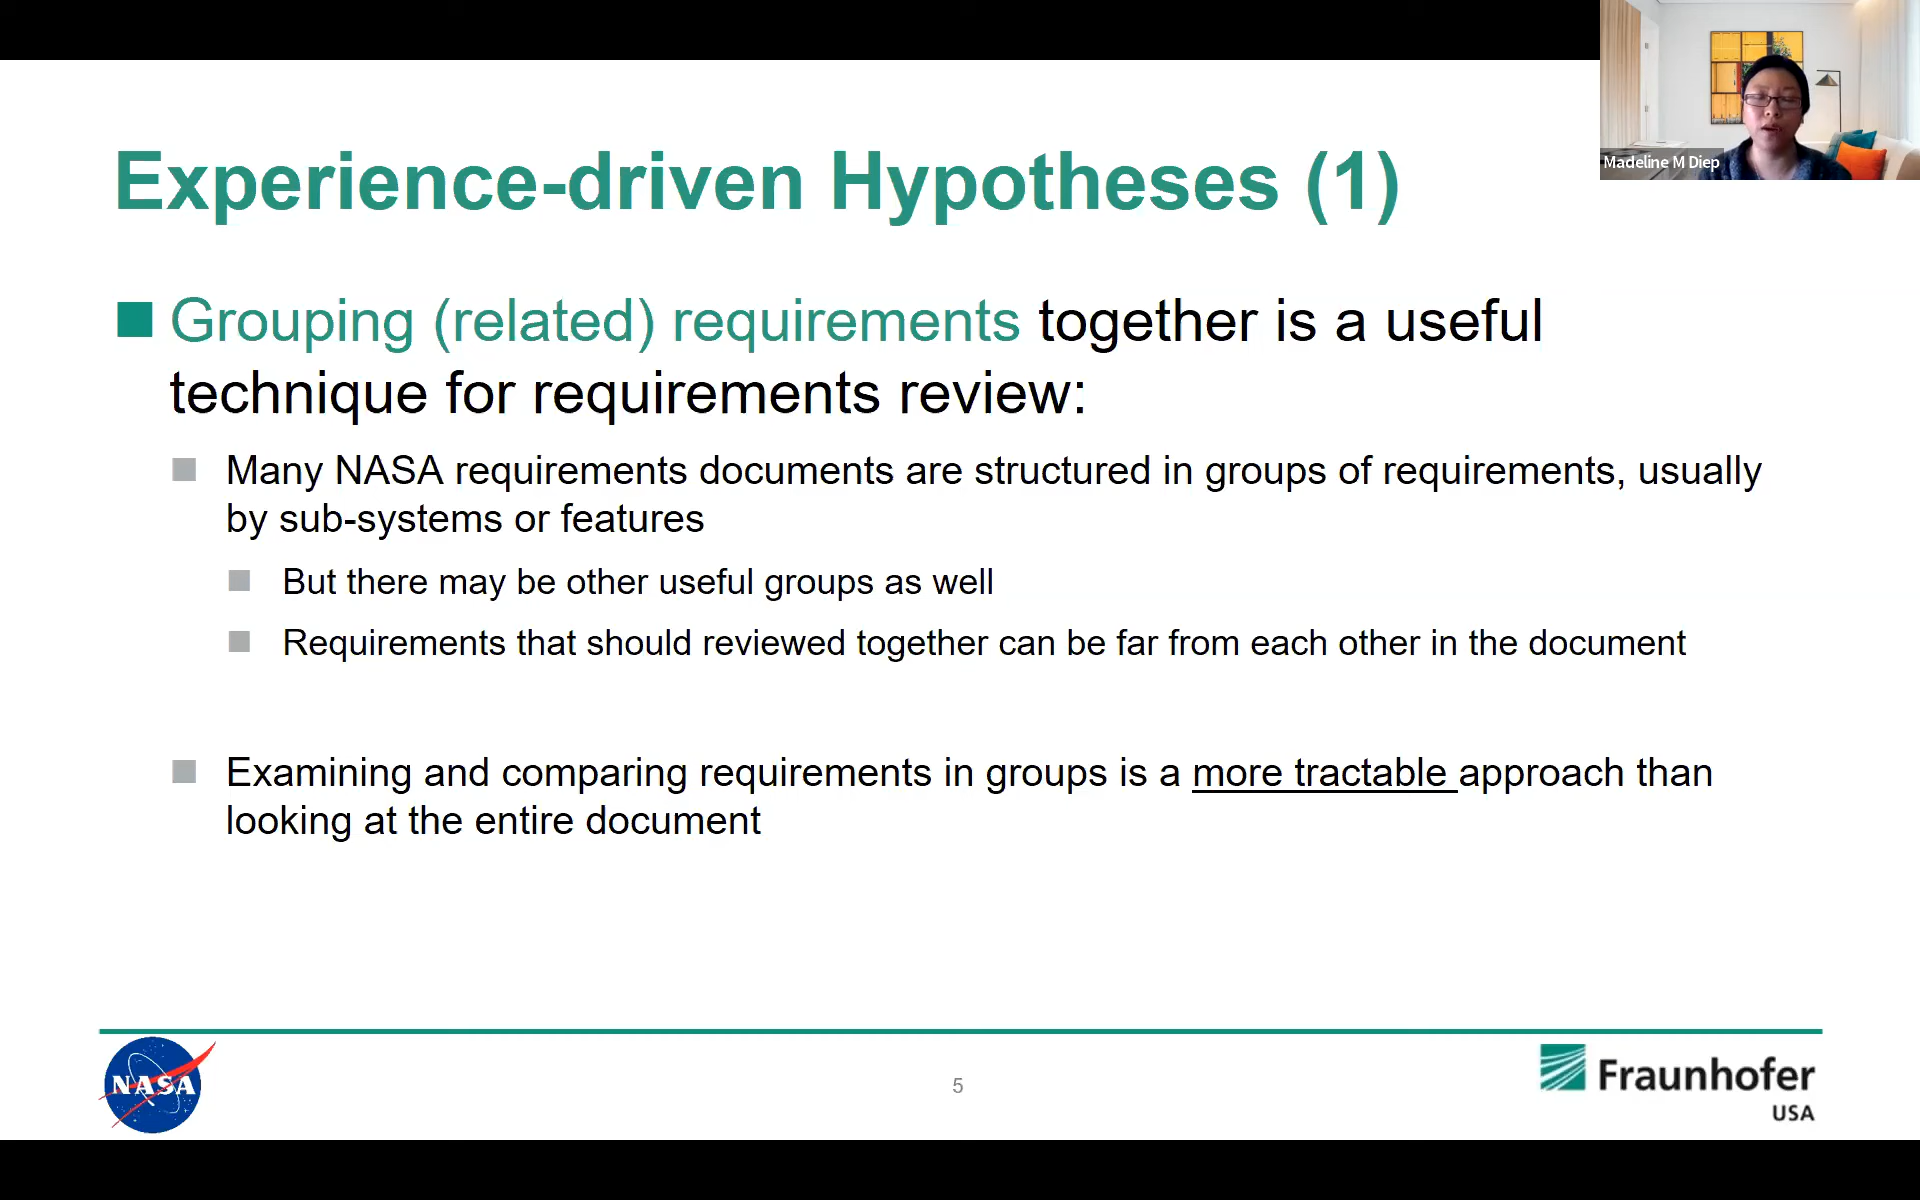 Madeline M Diep
Experience-driven Hypotheses (1)
Grouping (related) requirements together is a useful
technique for requirements review:
Many NASA requirements documents are structured in groups of requirements, usually
by sub-systems or features
But there may be other useful groups as well
Requirements that should reviewed together can be far from each other in the document
Examining and comparing requirements in groups is a more tractable approach than
looking at the entire document
NASA
5
Fraunhofer
USA